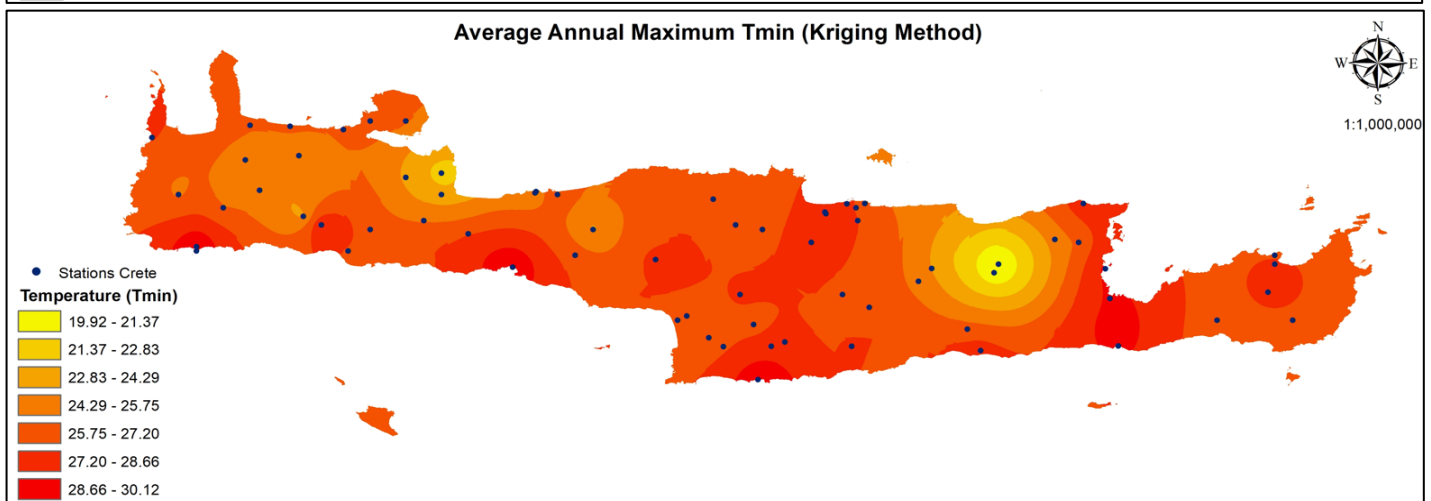 Average Annual Maximum Tmin (Kriging Method)
N
W E
S
1:1,000,000
Stations Crete
Temperature (Tmin)
19.92 - 21.37
21.37 - 22.83
22.83 - 24.29
24.29 - 25.75
25.75 - 27.20
27.20 - 28.66
28.66 - 30.12